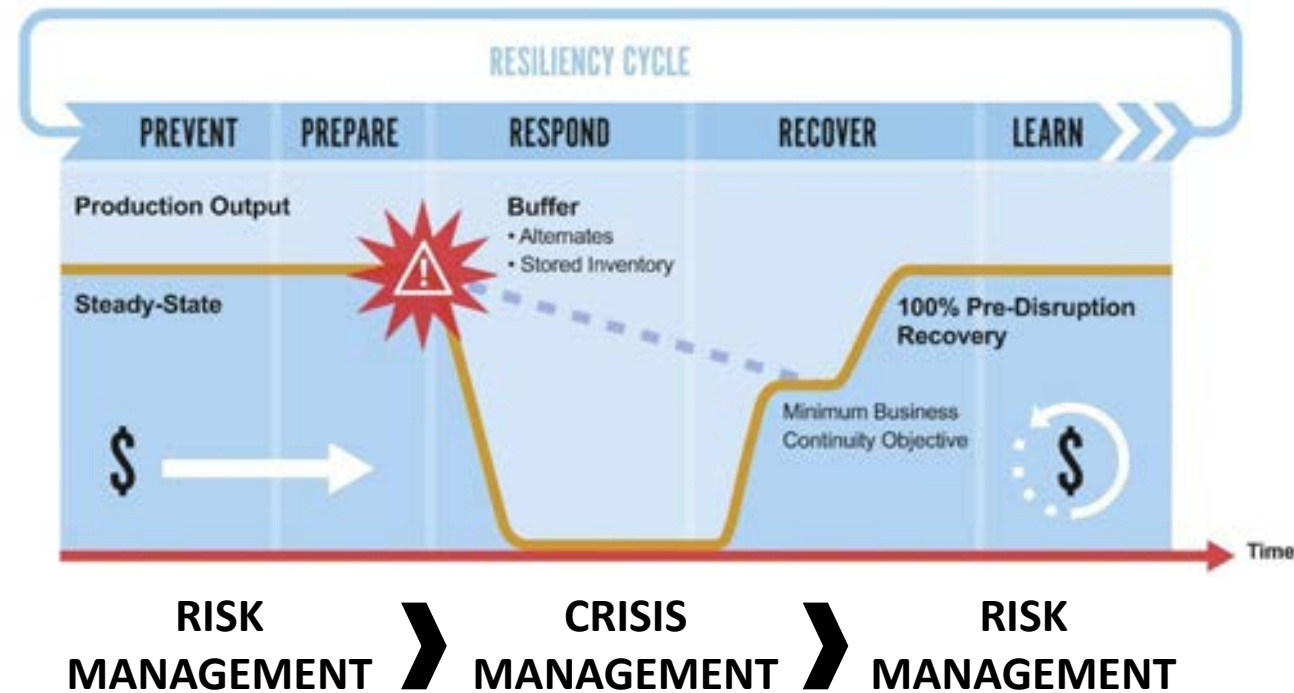 RESILIENCY CYCLE
PREVENT
PREPARE
RESPOND
RECOVER
LEARN
Production Output
Steady-State
$
!
Buffer
• Alternates
• Stored Inventory
Minimum Business
Continuity Objective
100% Pre-Disruption
Recovery
$
Time
RISK
MANAGEMENT
CRISIS
MANAGEMENT
RISK
MANAGEMENT